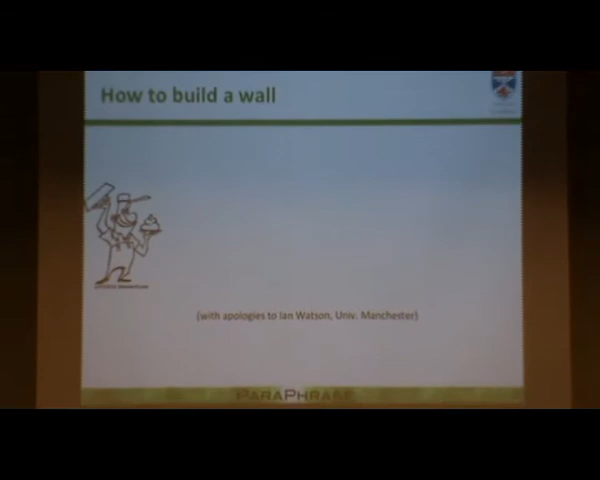 How to build a wall
(with apologies to Ian Watson, Univ. Manchester)
PARAPHRASE